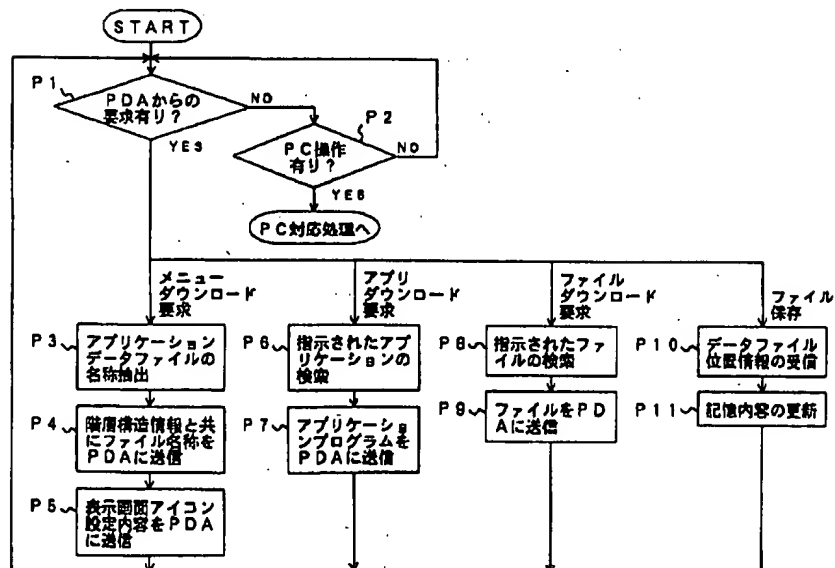 START
P1
PDAからの
要求有り？
NO
YES
P2
PC操作
有り？
NO
YES
PC対応処理へ
メニュー
ダウンロード
要求
アプリ
ダウンロード
要求
ファイル
ダウンロード
要求
ファイル
保存
P3
アプリケーション
データファイルの
名称抽出
P6
指示されたアプ
リケーションの
検索
P8
指示されたファ
イルの検索
P10
データファイル
位置情報の受信
P4
階層構造情報と共
にファイル名称を
PDAに送信
P7
アプリケーショ
ンプログラムを
PDAに送信
P9
ファイルをPD
Aに送信
P11
記憶内容の更新
P5
表示画面アイコン
設定内容をPDA
に送信